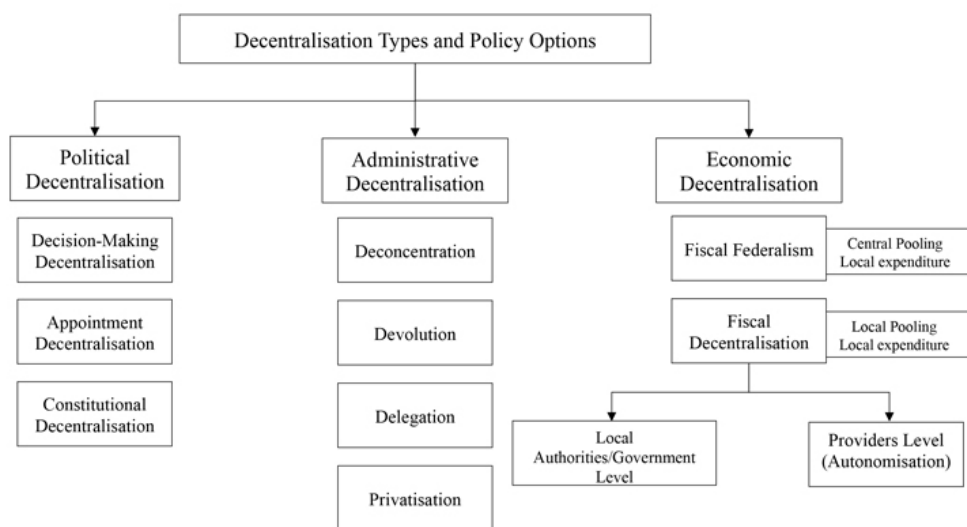 Decentralisation Types and Policy Options
Political
Decentralisation
Administrative
Decentralisation
Economic
Decentralisation
Decision-Making
Decentralisation
Appointment
Decentralisation
Constitutional
Decentralisation
Deconcentration
Devolution
Delegation
Privatisation
Fiscal Federalism
Central Pooling
Local expenditure
Fiscal
Decentralisation
Local Pooling
Local expenditure
Local
Authorities/Government
Level
Providers Level
(Autonomisation)